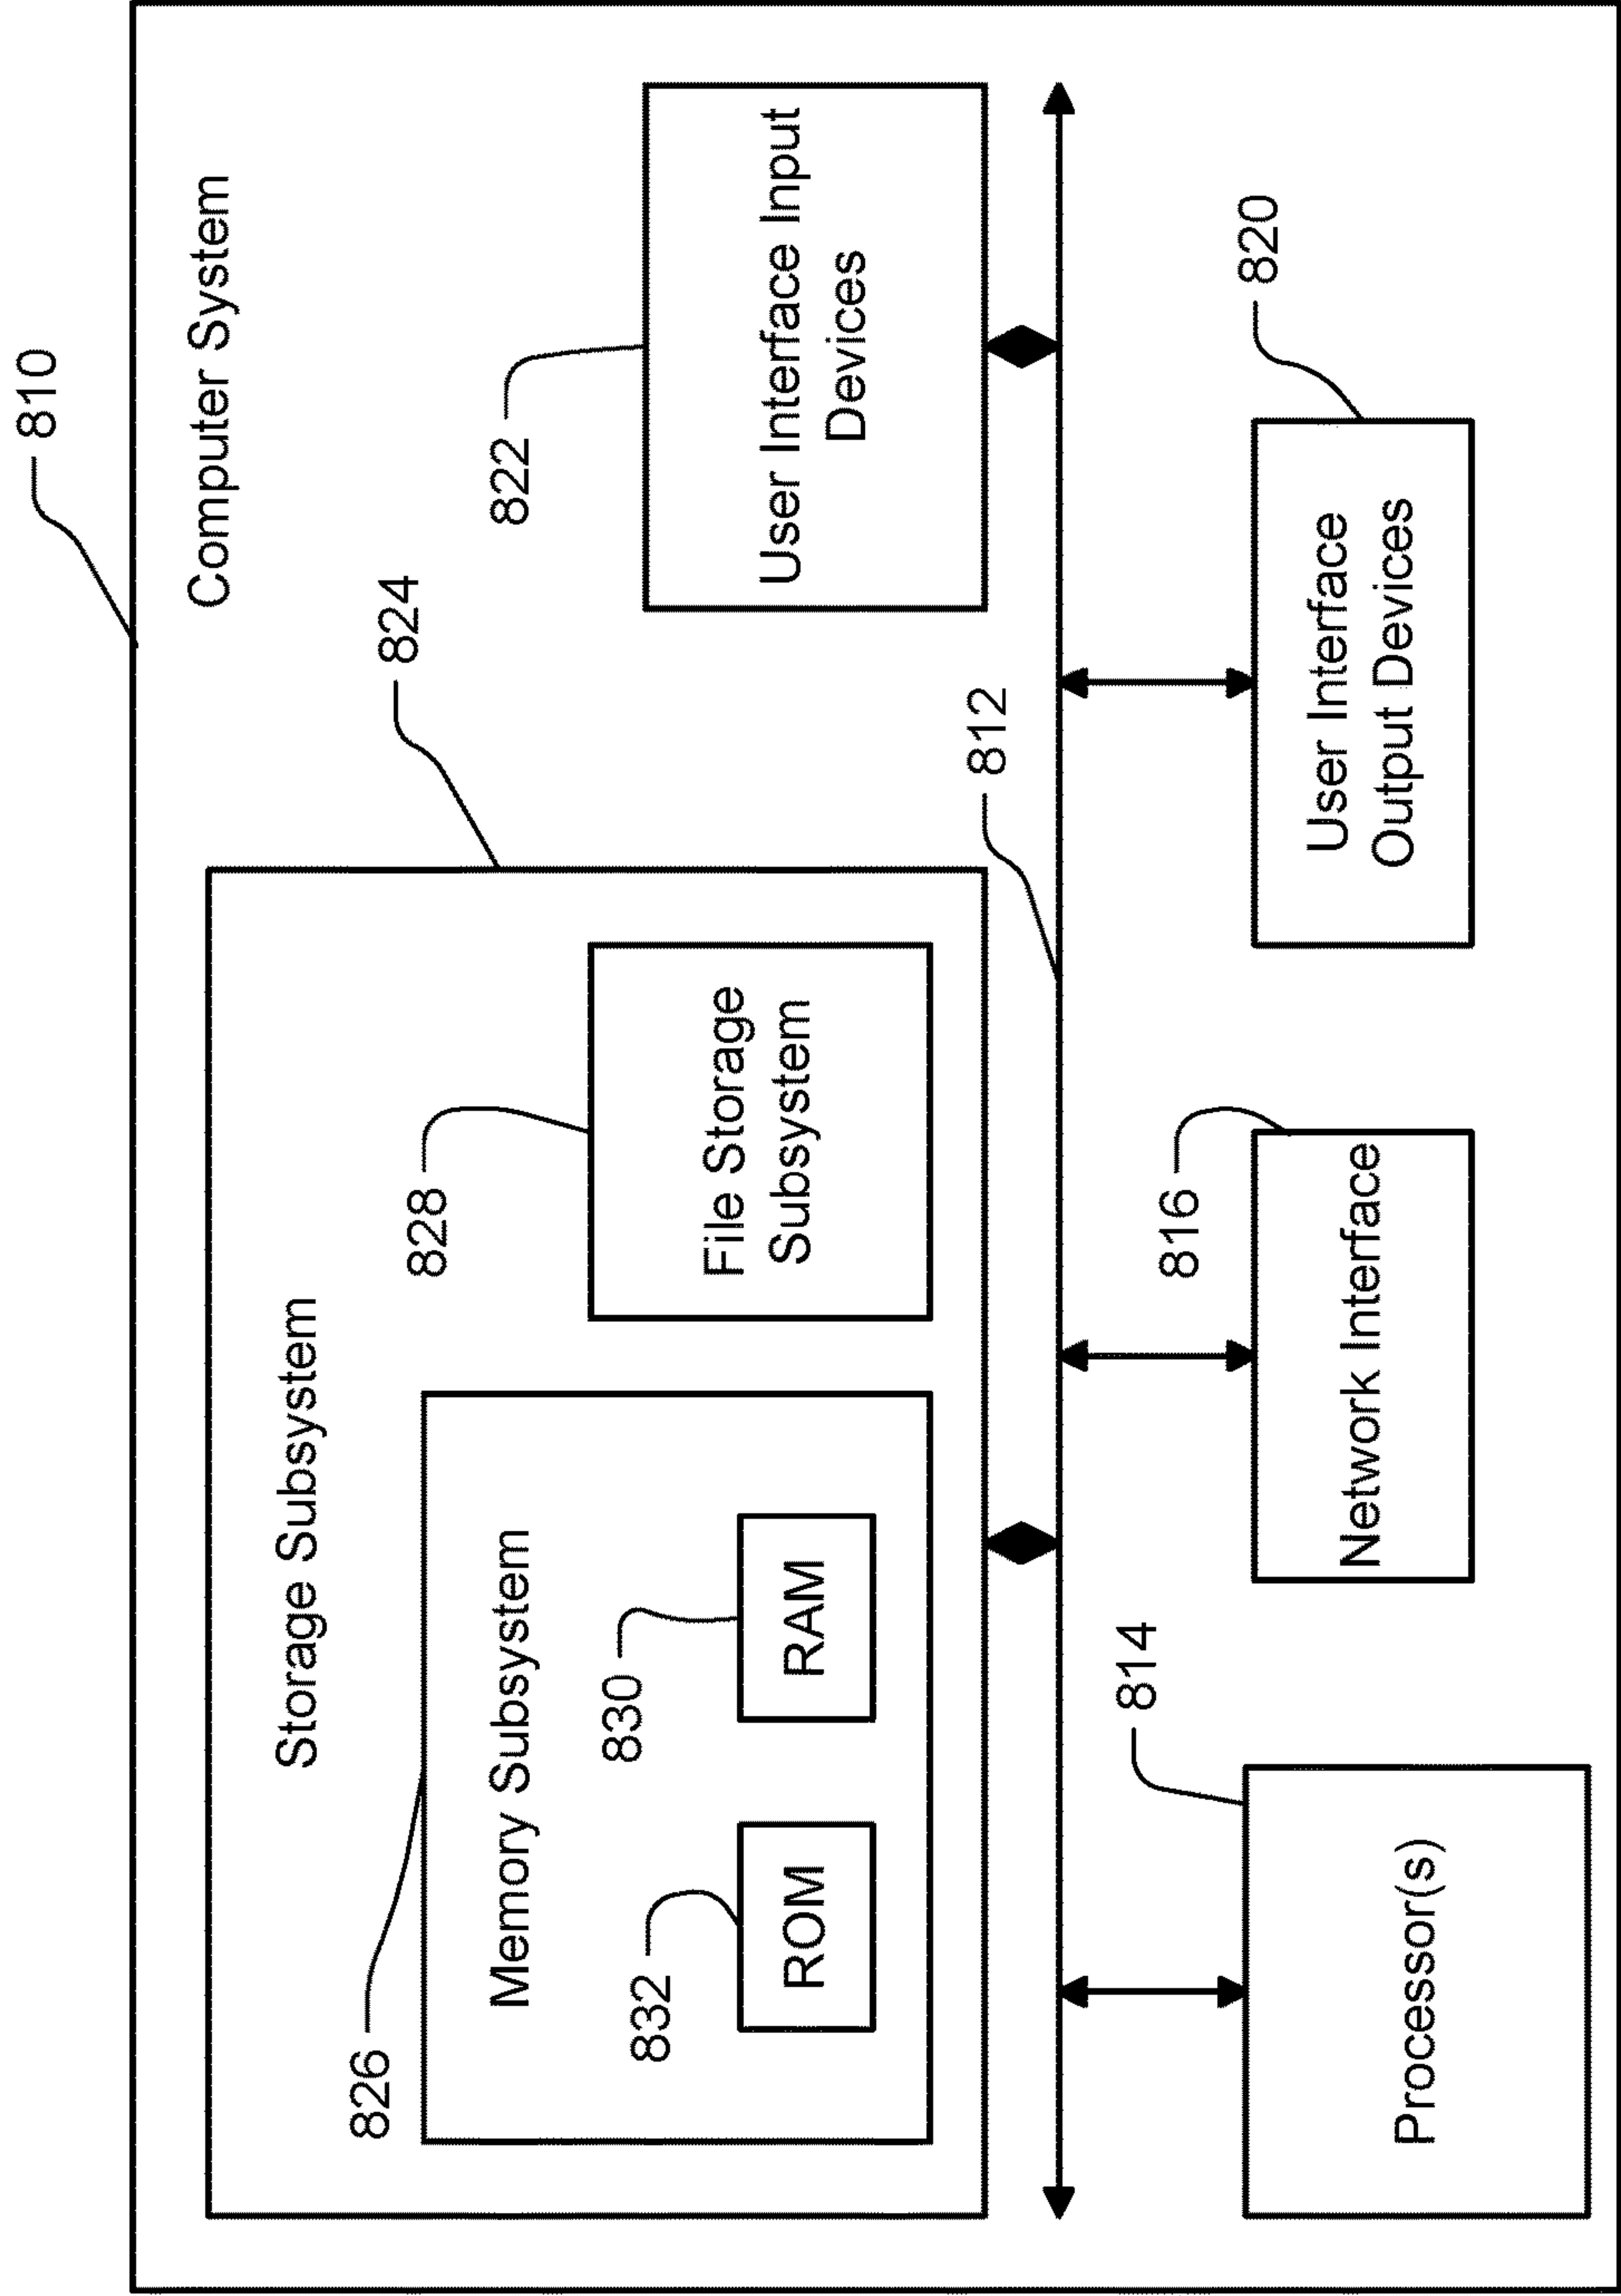 810
Computer System
824
Storage Subsystem
826
Memory Subsystem
828
822
832
830
ROM
RAM
File Storage
Subsystem
User Interface Input
Devices
812
814
816
820
Processor(s)
Network Interface
User Interface
Output Devices